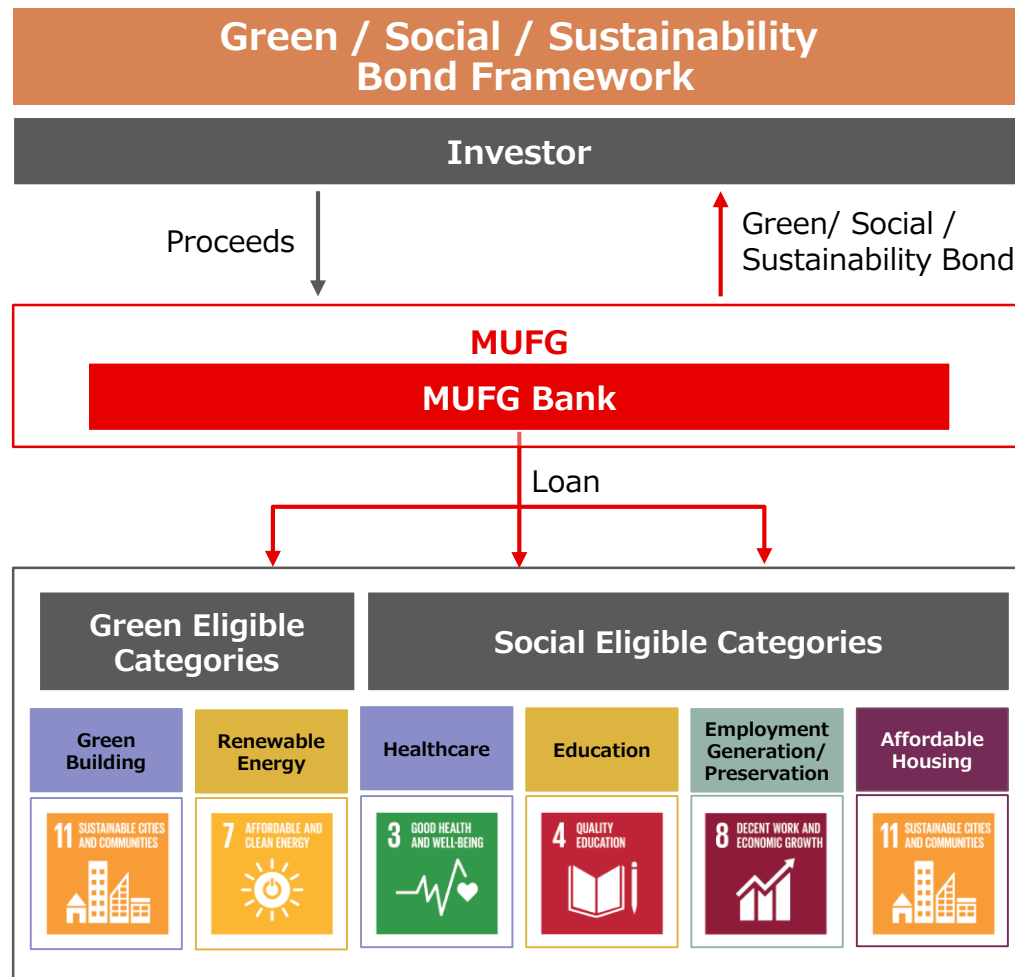 Green / Social / Sustainability
Bond Framework
Investor
Proceeds
Green/ Social /
Sustainability Bond
MUFG
MUFG Bank
Loan
Green Eligible
Categories
Social Eligible Categories
Green
Building
Renewable
Energy
Healthcare
Education
Employment
Generation/
Preservation
Affordable
Housing
11 SUSTAINABLE CITIES
AND COMMUNITIES
7 AFFORDABLE AND
CLEAN ENERGY
3 GOOD HEALTH
AND WELL-BEING
4 QUALITY
EDUCATION
8 DECENT WORK AND
ECONOMIC GROWTH
11 SUSTAINABLE CITIES
AND COMMUNITIES